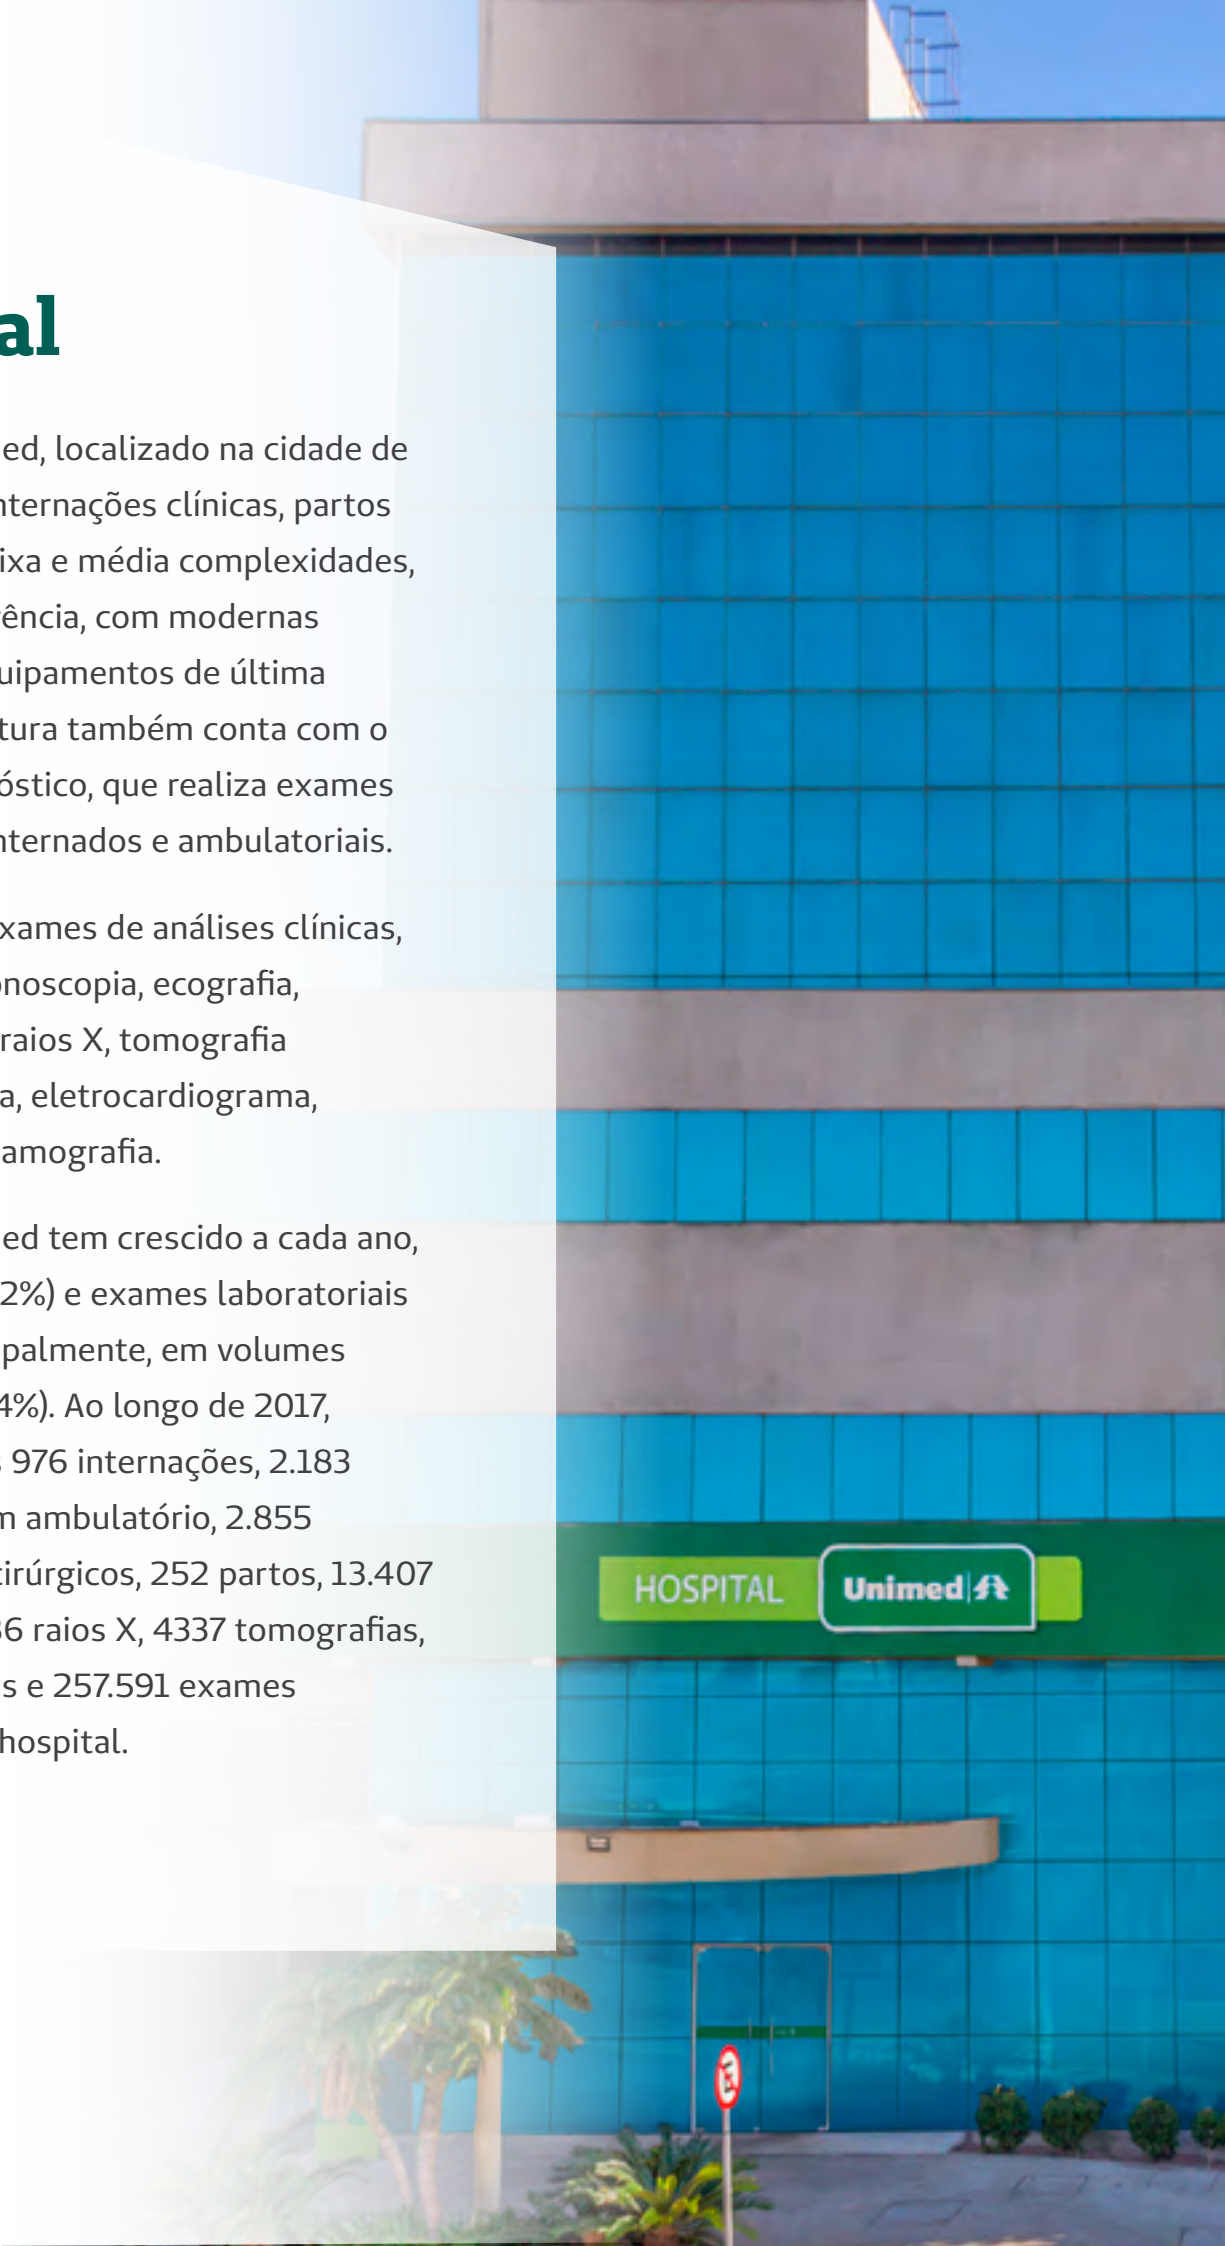 al
ed, localizado na cidade de
nternações clínicas, partos
ixa e média complexidades,
ência, com modernas
uipamentos de última
tura também conta com o
óstico, que realiza exames
nternados e ambulatoriais.
xames de análises clínicas,
onoscopia, ecografia,
raios X, tomografia
a, eletrocardiograma,
amografia.
ed tem crescido a cada ano,
2%) e exames laboratoriais
palmente, em volumes
4%). Ao longo de 2017,
s 976 internações, 2.183
m ambulatório, 2.855
cirúrgicos, 252 partos, 13.407
36 raios X, 4337 tomografias,
s e 257.591 exames
hospital.
HOSPITAL Unimed